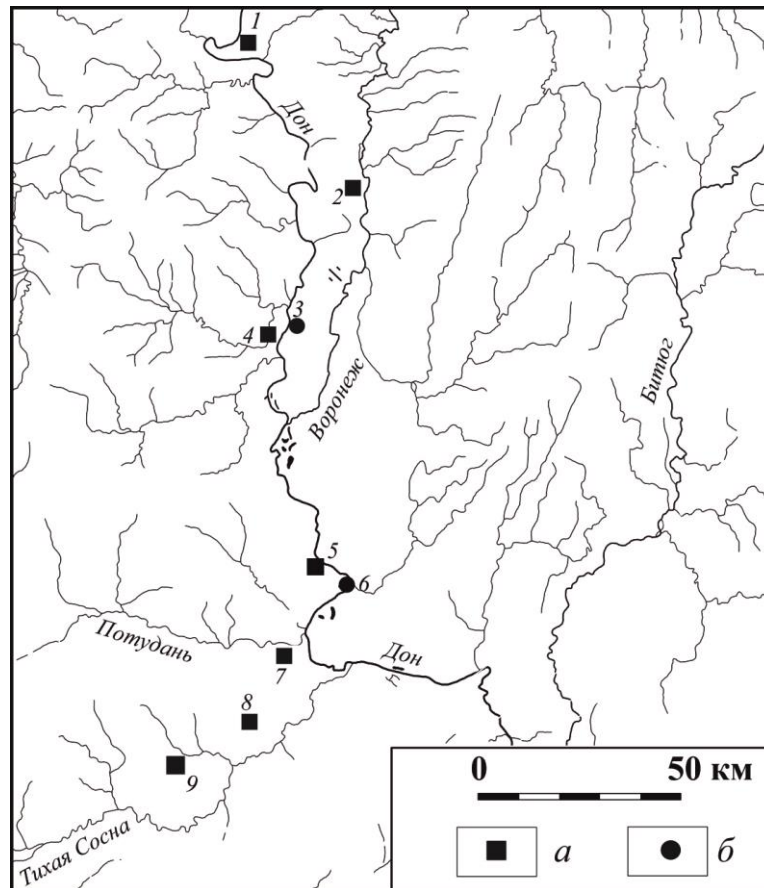 1
Дон
2
3
4
Воронеж
Битюг
5
6
Потудань
Дон
7
8
9
Тихая Сосна
0 50 км
а б